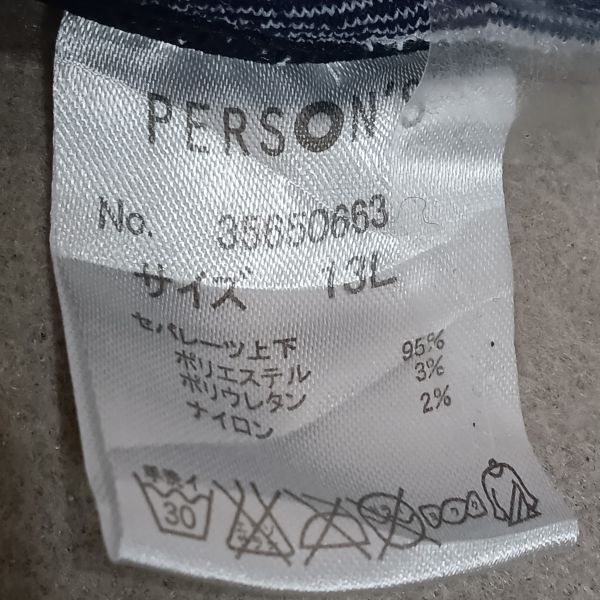 PERSON'S
No. 35650663
サイズ 13L
セパレーツ上下
ポリエステル 95%
ポリウレタン 3%
ナイロン 2%
手洗イ
30